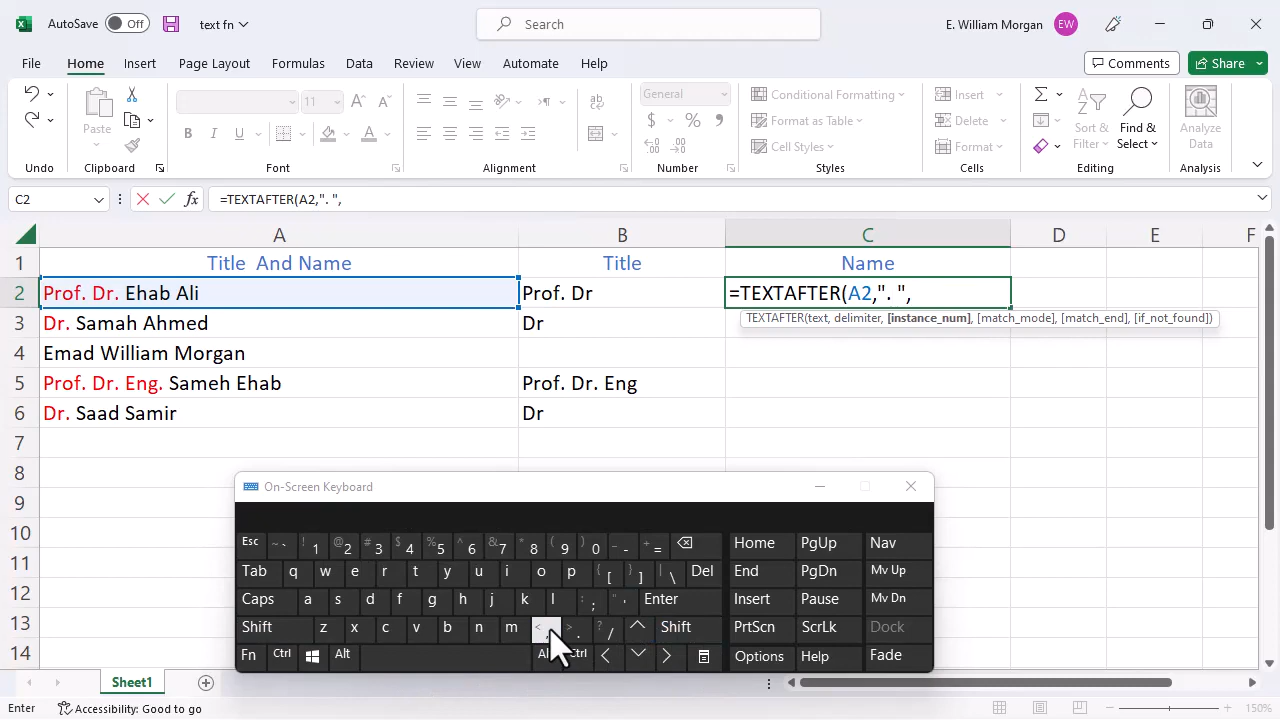 AutoSave Off text fn Search E. William Morgan EW
File Home Insert Page Layout Formulas Data Review View Automate Help Comments Share
Paste 11 A A General Conditional Formatting Insert Sort & Find & Analyze
B I U A $ % Format as Table Delete Filter Select Data
Cell Styles Format
Undo Clipboard Font Alignment Number Styles Cells Editing Analysis
C2 fx =TEXTAFTER(A2,". ",
A B C D E F
1 Title And Name Title Name
2 Prof. Dr. Ehab Ali Prof. Dr =TEXTAFTER(A2,". ",
3 Dr. Samah Ahmed Dr TEXTAFTER(text, delimiter, [instance_num], [match_mode], [match_end], [if_not_found])
4 Emad William Morgan
5 Prof. Dr. Eng. Sameh Ehab Prof. Dr. Eng
6 Dr. Saad Samir Dr
7
8
9
10
11
12
13
14
On-Screen Keyboard
Esc ~ ` ! 1 @ 2 # 3 $ 4 % 5 ^ 6 & 7 * 8 ( 9 ) 0 _ - + = Home PgUp Nav
Tab q w e r t y u i o p { [ } ] | \ Del End PgDn Mv Up
Caps a s d f g h j k l : ; " ' Enter Insert Pause Mv Dn
Shift z x c v b n m < , > . ? / Shift PrtScn ScrLk Dock
Fn Ctrl Alt Al Ctrl Options Help Fade
Sheet1
Enter Accessibility: Good to go 150%